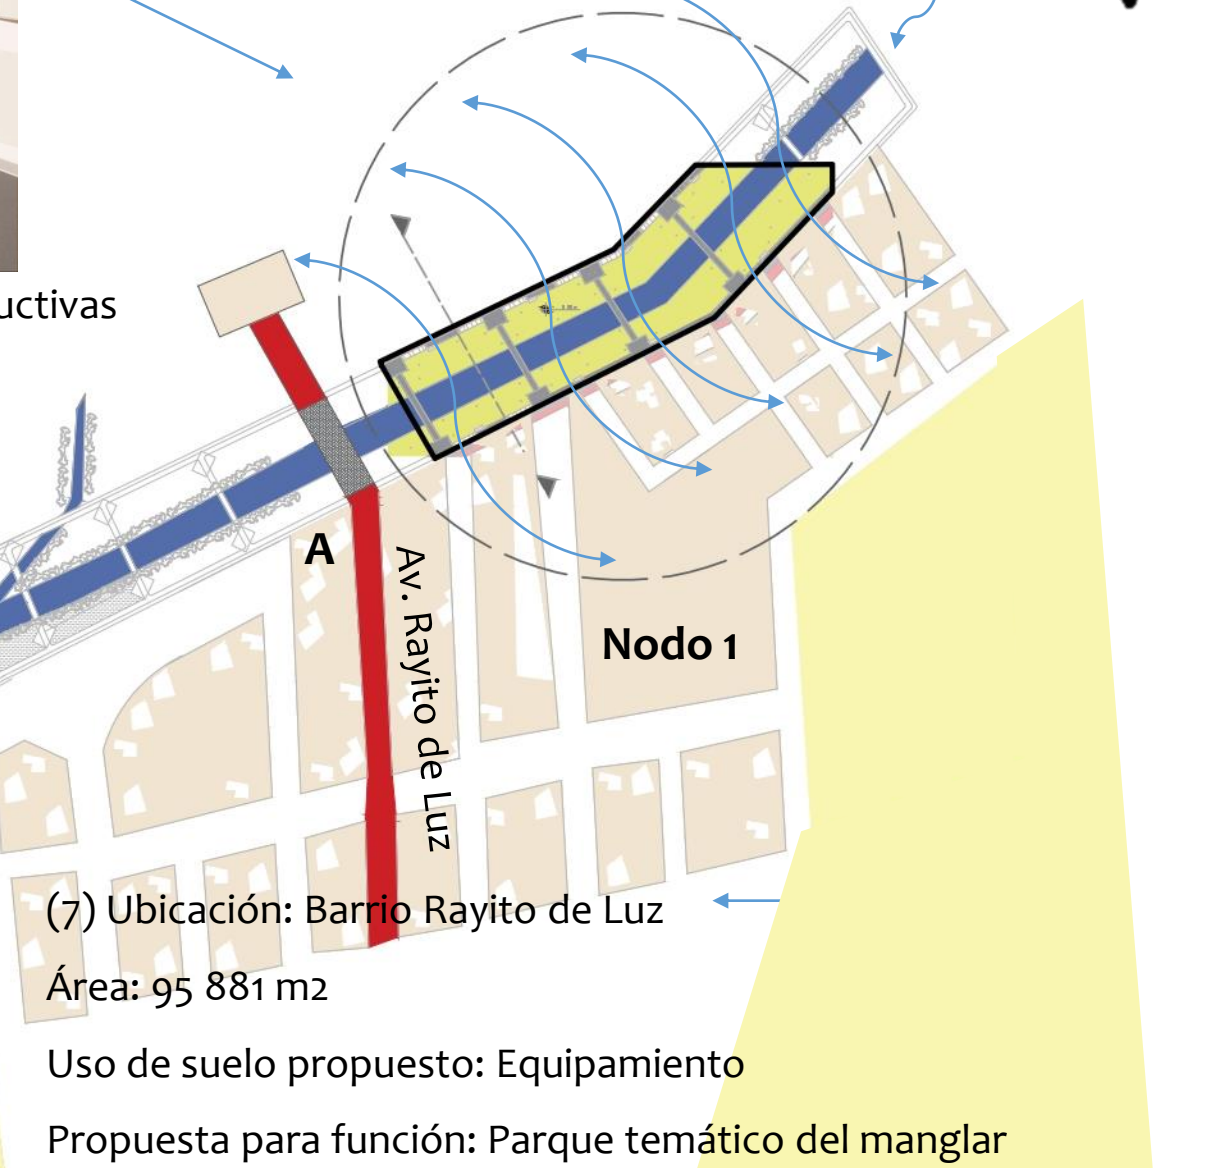 uctivas
A
Av. Rayito de Luz
Nodo 1
(7) Ubicación: Barrio Rayito de Luz
Área: 95 881 m2
Uso de suelo propuesto: Equipamiento
Propuesta para función: Parque temático del manglar